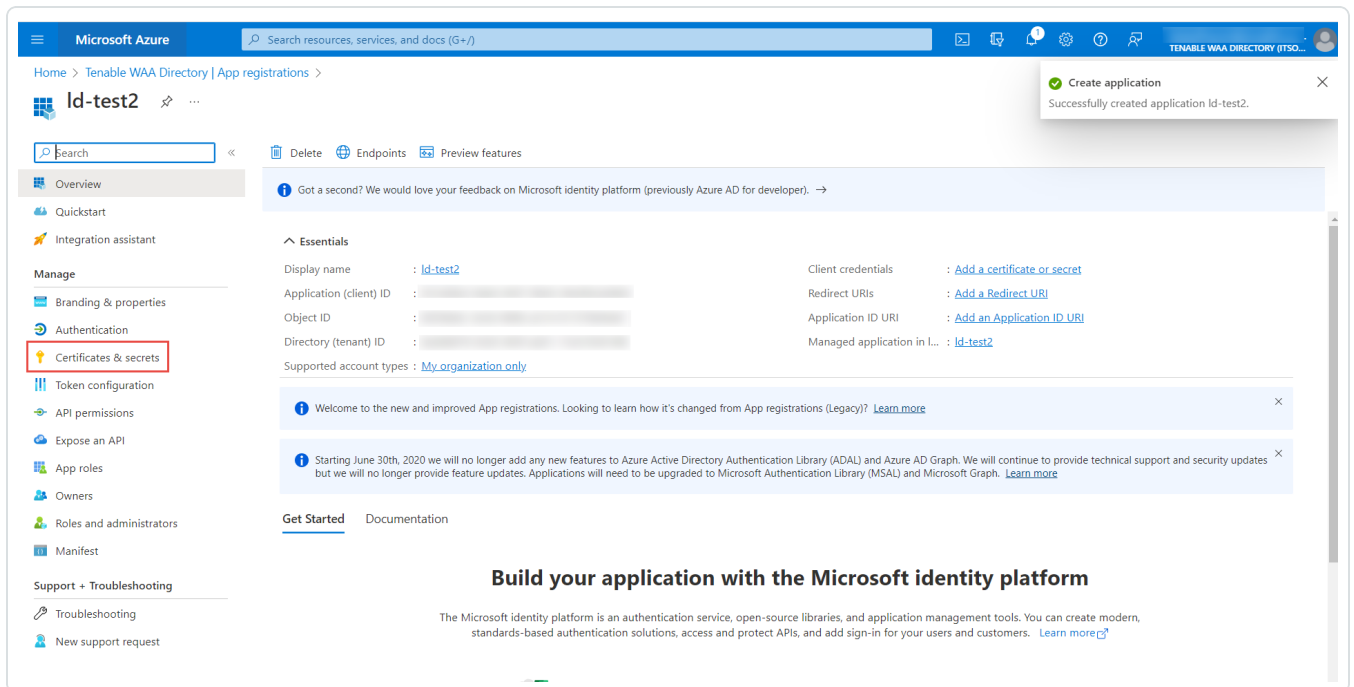 Microsoft Azure
Search resources, services, and docs (G+/)
1
TENABLE WAA DIRECTORY (ITSO...
Home > Tenable WAA Directory | App registrations >
ld-test2 ...
Create application
Successfully created application ld-test2.
Search «
Delete Endpoints Preview features
Overview
Got a second? We would love your feedback on Microsoft identity platform (previously Azure AD for developer). →
Quickstart
Integration assistant
Essentials
Manage
Display name : ld-test2
Client credentials : Add a certificate or secret
Application (client) ID :
Redirect URIs : Add a Redirect URI
Object ID :
Application ID URI : Add an Application ID URI
Directory (tenant) ID :
Managed application in l... : ld-test2
Supported account types : My organization only
Branding & properties
Authentication
Certificates & secrets
Token configuration
API permissions
Expose an API
App roles
Owners
Roles and administrators
Manifest
Support + Troubleshooting
Troubleshooting
New support request
Welcome to the new and improved App registrations. Looking to learn how it's changed from App registrations (Legacy)? Learn more
Starting June 30th, 2020 we will no longer add any new features to Azure Active Directory Authentication Library (ADAL) and Azure AD Graph. We will continue to provide technical support and security updates
but we will no longer provide feature updates. Applications will need to be upgraded to Microsoft Authentication Library (MSAL) and Microsoft Graph. Learn more
Get Started Documentation
Build your application with the Microsoft identity platform
The Microsoft identity platform is an authentication service, open-source libraries, and application management tools. You can create modern,
standards-based authentication solutions, access and protect APIs, and add sign-in for your users and customers. Learn more